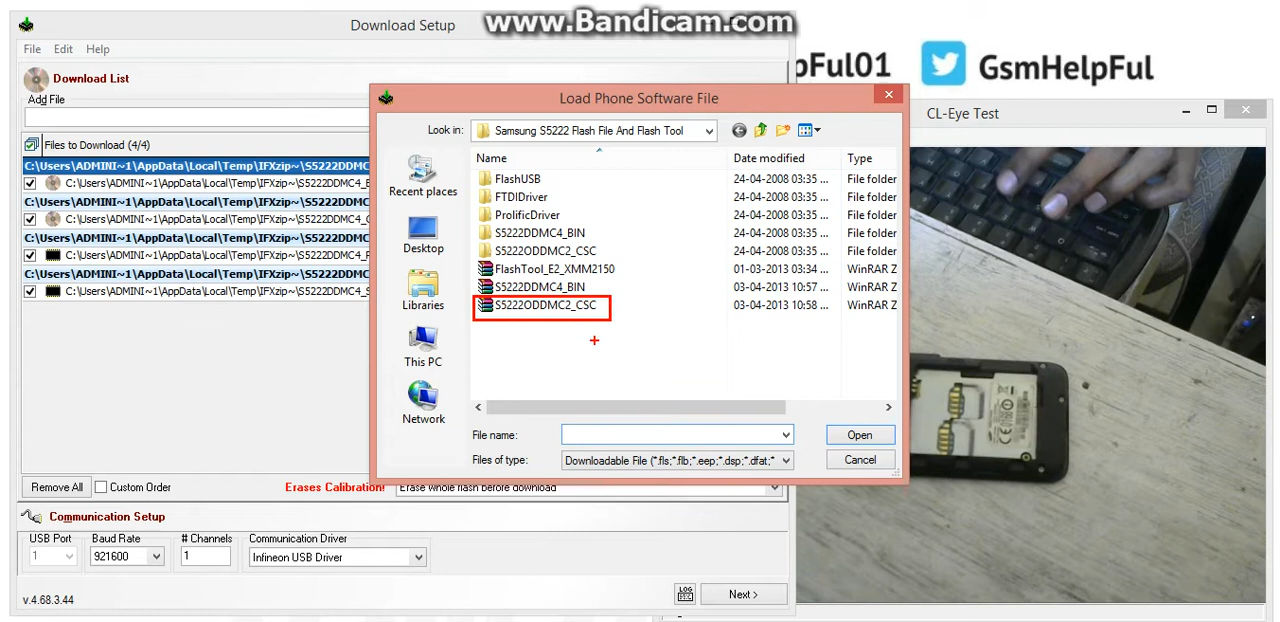 www.Bandicam.com
Download Setup
File Edit Help
Download List
Add File
Files to Download (4/4)
C:\Users\ADMINI~1\AppData\Local\Temp\IFXzip~\S5222DDM
C:\Users\ADMINI~1\AppData\Local\Temp\IFXzip~\S5222DDMC4_
C:\Users\ADMINI~1\AppData\Local\Temp\IFXzip~\S5222DDM
C:\Users\ADMINI~1\AppData\Local\Temp\IFXzip~\S5222DDMC4_
C:\Users\ADMINI~1\AppData\Local\Temp\IFXzip~\S5222DDM
C:\Users\ADMINI~1\AppData\Local\Temp\IFXzip~\S5222DDMC4_
C:\Users\ADMINI~1\AppData\Local\Temp\IFXzip~\S5222DDM
C:\Users\ADMINI~1\AppData\Local\Temp\IFXzip~\S5222DDMC4_
Remove All Custom Order Erases Calibration! Erase whole flash before download
Communication Setup
USB Port Baud Rate # Channels Communication Driver
1 921600 1 Infineon USB Driver
v.4.68.3.44
LOG
Next >
Load Phone Software File
Look in: Samsung S5222 Flash File And Flash Tool
Recent places
Desktop
Libraries
This PC
Network
Name Date modified Type
FlashUSB 24-04-2008 03:35 ... File folder
FTDIDriver 24-04-2008 03:35 ... File folder
ProlificDriver 24-04-2008 03:35 ... File folder
S5222DDMC4_BIN 24-04-2008 03:35 ... File folder
S5222ODDMC2_CSC 24-04-2008 03:35 ... File folder
FlashTool_E2_XMM2150 01-03-2013 03:34 ... WinRAR Z
S5222DDMC4_BIN 03-04-2013 10:57 ... WinRAR Z
S5222ODDMC2_CSC 03-04-2013 10:58 ... WinRAR Z
File name: Open
Files of type: Downloadable File (*.fls;*.flb;*.eep;*.dsp;*.dfat;* Cancel
pFul01 GsmHelpFul
CL-Eye Test